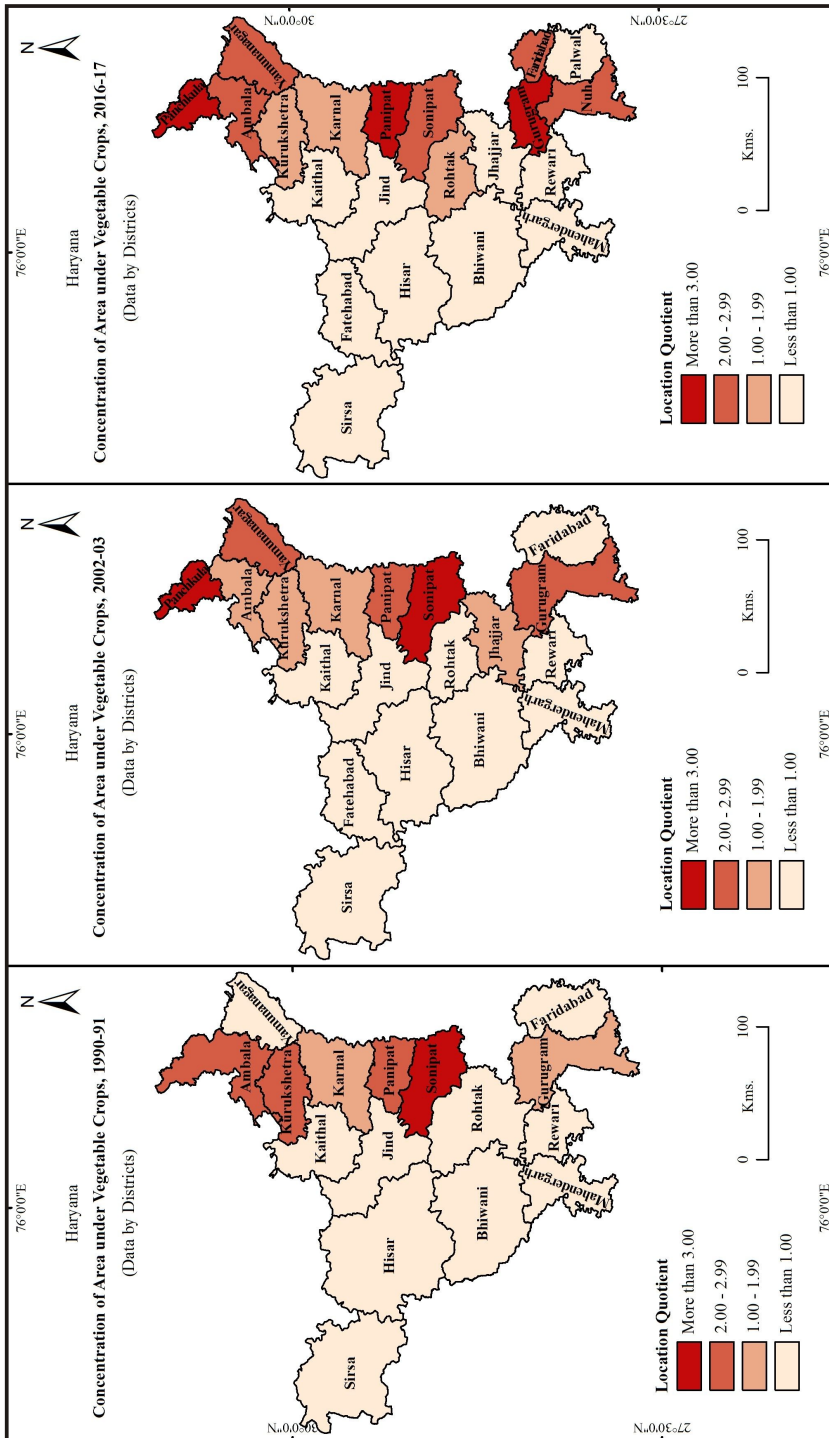 76°0'0"E
Haryana
Concentration of Area under Vegetable Crops, 1990-91
(Data by Districts)
N
30°0'0"N
Ambala
Yamunanagar
Kurukshetra
Kaithal
Karnal
Sirsa
Jind
Panipat
Hisar
Sonipat
Rohtak
Bhiwani
Gurugram
Faridabad
Rewari
Mahendergarh
Location Quotient
More than 3.00
2.00 - 2.99
1.00 - 1.99
Less than 1.00
0 100
Kms.
27°30'0"N
76°0'0"E
76°0'0"E
Haryana
Concentration of Area under Vegetable Crops, 2002-03
(Data by Districts)
N
Panchkula
Ambala
Yamunanagar
Kurukshetra
Kaithal
Karnal
Sirsa
Fatehabad
Jind
Panipat
Hisar
Sonipat
Rohtak
Bhiwani
Jhajjar
Gurugram
Faridabad
Rewari
Mahendergarh
Location Quotient
More than 3.00
2.00 - 2.99
1.00 - 1.99
Less than 1.00
0 100
Kms.
76°0'0"E
76°0'0"E
Haryana
Concentration of Area under Vegetable Crops, 2016-17
(Data by Districts)
N
30°0'0"N
Panchkula
Ambala
Yamunanagar
Kurukshetra
Kaithal
Karnal
Sirsa
Fatehabad
Jind
Panipat
Hisar
Sonipat
Rohtak
Bhiwani
Jhajjar
Gurugram
Faridabad
Rewari
Nuh
Palwal
Mahendergarh
Location Quotient
More than 3.00
2.00 - 2.99
1.00 - 1.99
Less than 1.00
0 100
Kms.
27°30'0"N
76°0'0"E